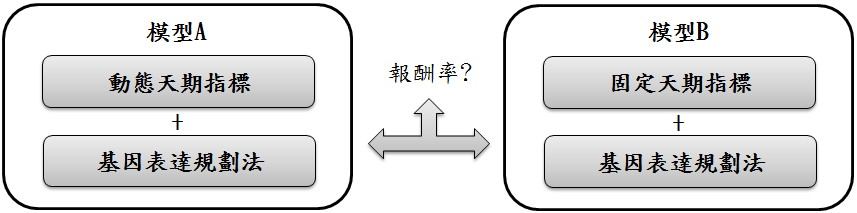 模型A
動態天期指標
+
基因表達規劃法
報酬率?
模型B
固定天期指標
+
基因表達規劃法